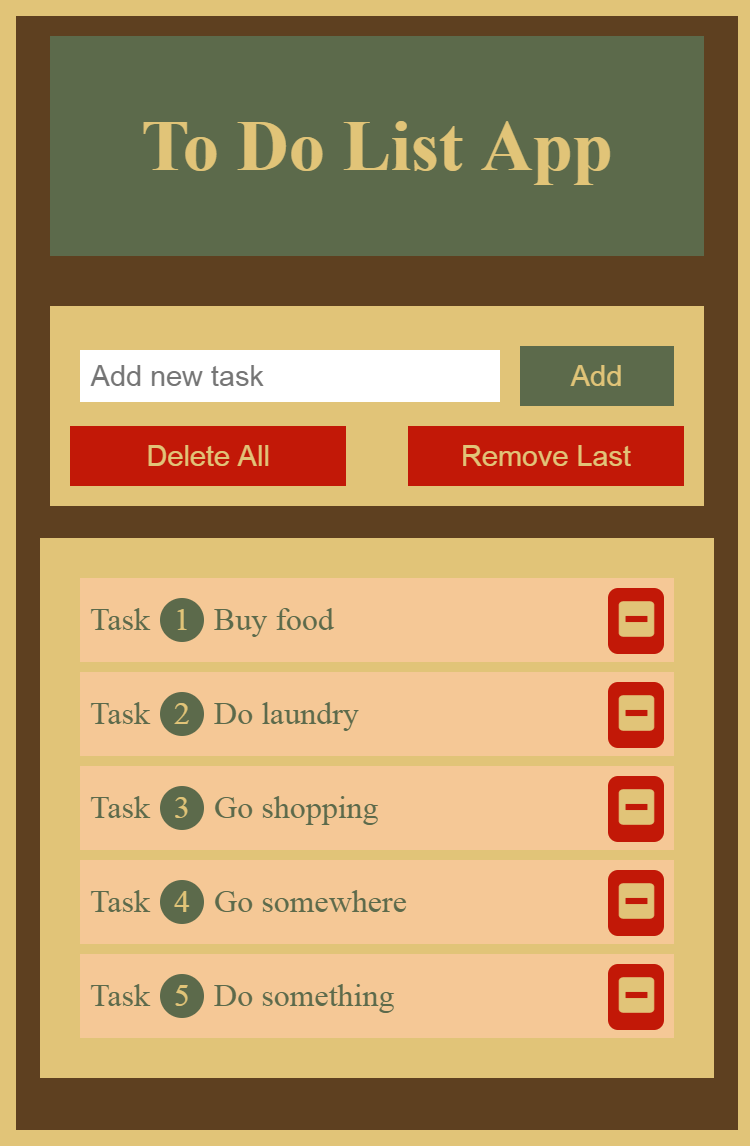 To Do List App
Add new task
Add
Delete All
Remove Last
Task 1 Buy food
Task 2 Do laundry
Task 3 Go shopping
Task 4 Go somewhere
Task 5 Do something